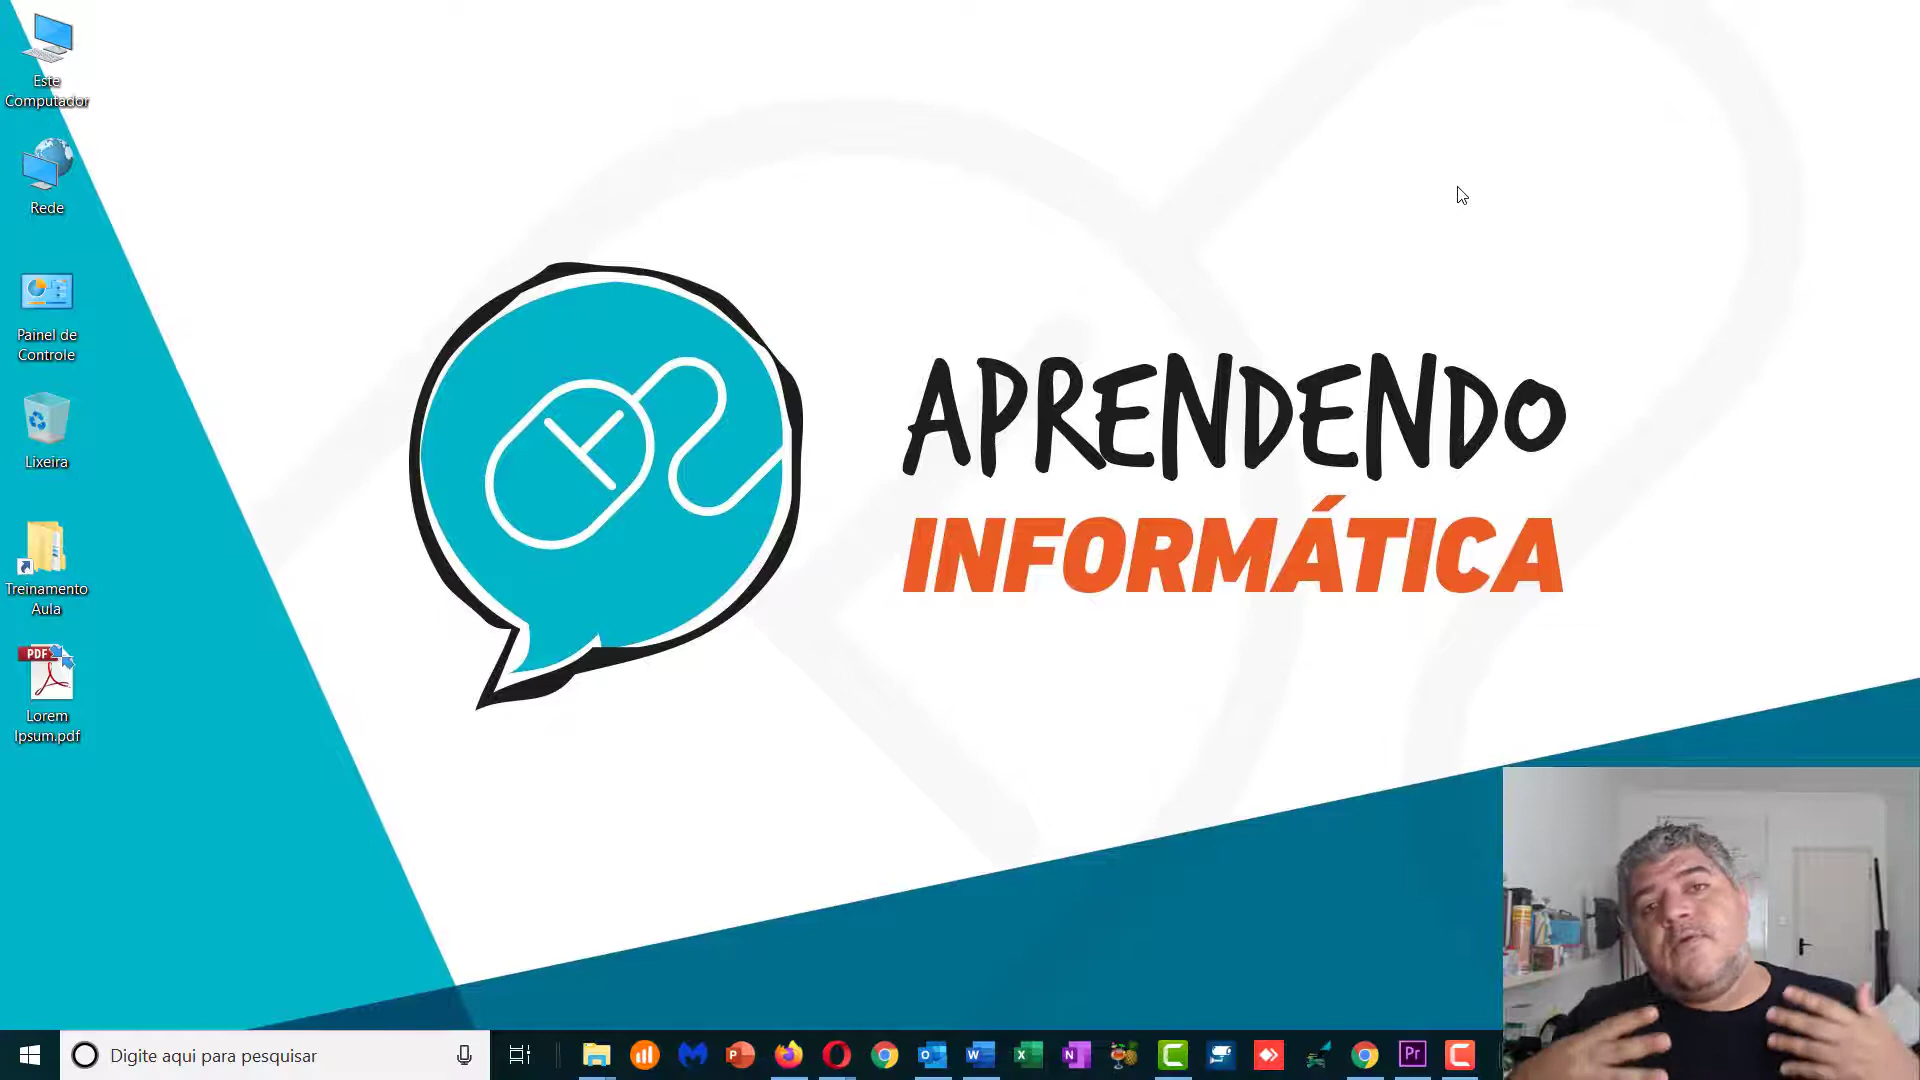 Este
Computador
Rede
Painel de
Controle
Lixeira
Treinamento
Aula
PDF
Lorem
Ipsum.pdf
APRENDENDO
INFORMÁTICA
Digite aqui para pesquisar
P
O
W
X
N
C
Pr
C